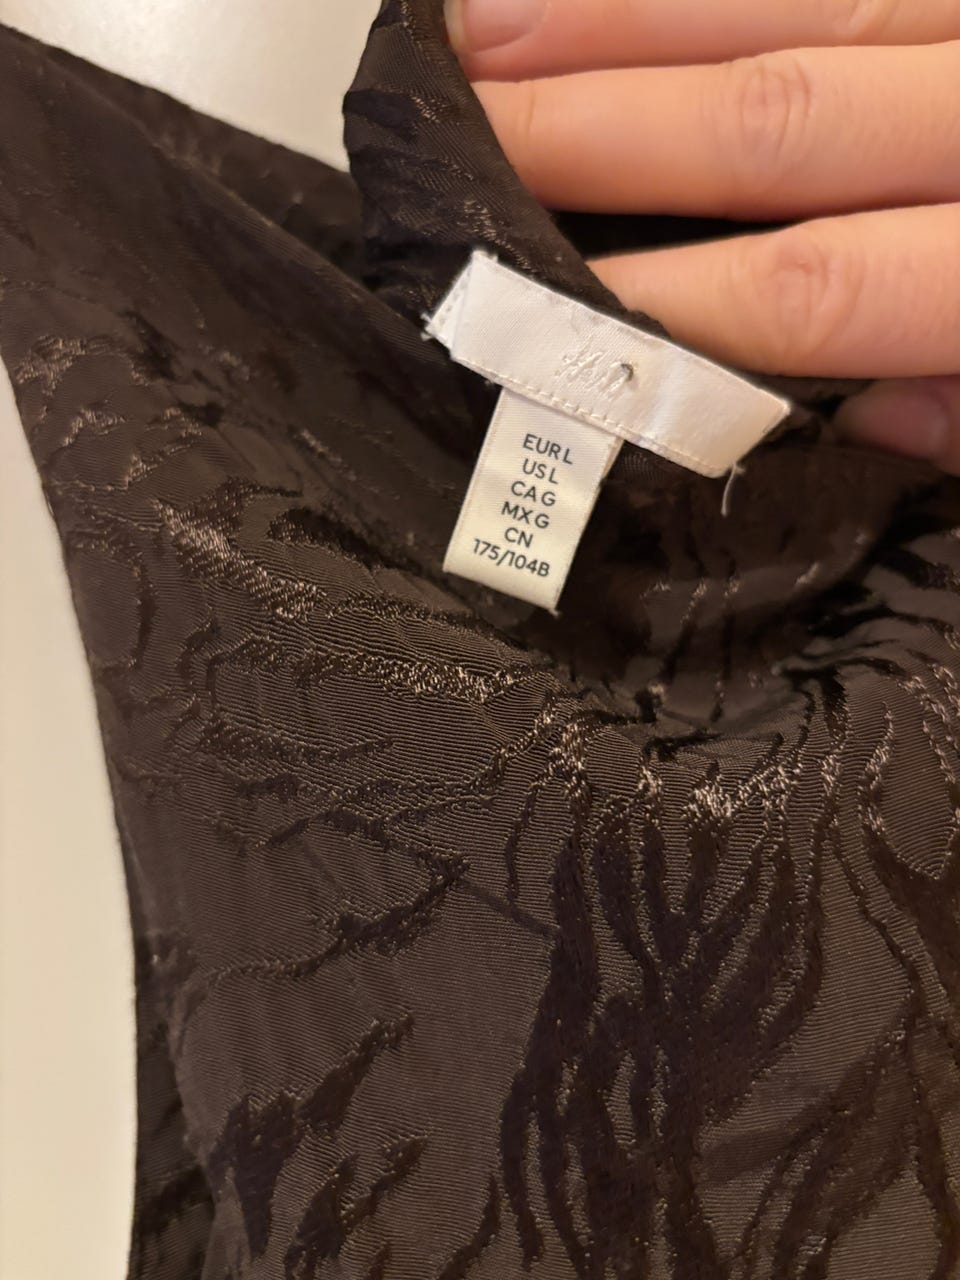 H&M
EUR L
US L
CA G
MX G
CN
175/104B